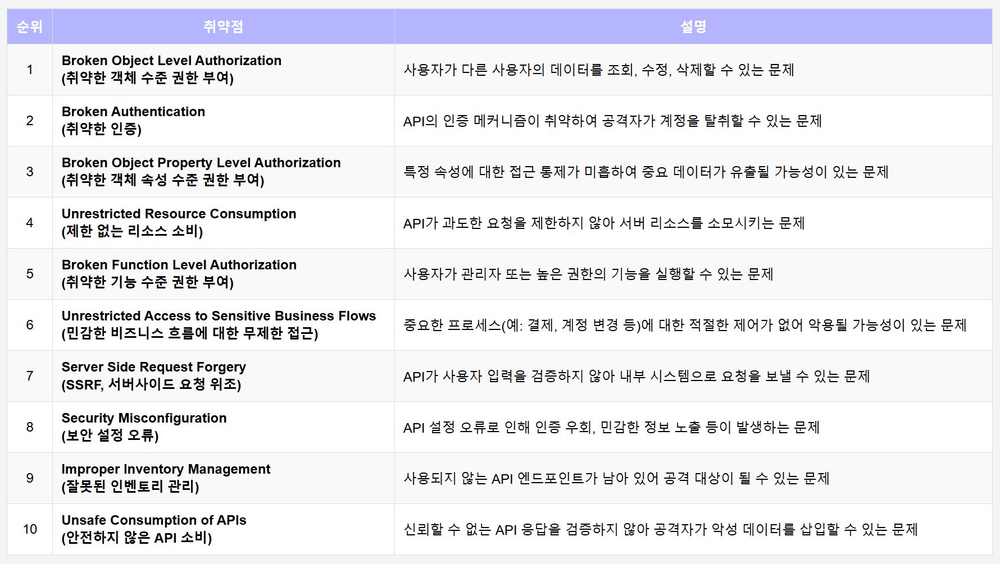 순위 취약점 설명
1
Broken Object Level Authorization
(취약한 객체 수준 권한 부여)
사용자가 다른 사용자의 데이터를 조회, 수정, 삭제할 수 있는 문제
2
Broken Authentication
(취약한 인증)
API의 인증 메커니즘이 취약하여 공격자가 계정을 탈취할 수 있는 문제
3
Broken Object Property Level Authorization
(취약한 객체 속성 수준 권한 부여)
특정 속성에 대한 접근 통제가 미흡하여 중요 데이터가 유출될 가능성이 있는 문제
4
Unrestricted Resource Consumption
(제한 없는 리소스 소비)
API가 과도한 요청을 제한하지 않아 서버 리소스를 소모시키는 문제
5
Broken Function Level Authorization
(취약한 기능 수준 권한 부여)
사용자가 관리자 또는 높은 권한의 기능을 실행할 수 있는 문제
6
Unrestricted Access to Sensitive Business Flows
(민감한 비즈니스 흐름에 대한 무제한 접근)
중요한 프로세스(예: 결제, 계정 변경 등)에 대한 적절한 제어가 없어 악용될 가능성이 있는 문제
7
Server Side Request Forgery
(SSRF, 서버사이드 요청 위조)
API가 사용자 입력을 검증하지 않아 내부 시스템으로 요청을 보낼 수 있는 문제
8
Security Misconfiguration
(보안 설정 오류)
API 설정 오류로 인해 인증 우회, 민감한 정보 노출 등이 발생하는 문제
9
Improper Inventory Management
(잘못된 인벤토리 관리)
사용되지 않는 API 엔드포인트가 남아 있어 공격 대상이 될 수 있는 문제
10
Unsafe Consumption of APIs
(안전하지 않은 API 소비)
신뢰할 수 없는 API 응답을 검증하지 않아 공격자가 악성 데이터를 삽입할 수 있는 문제